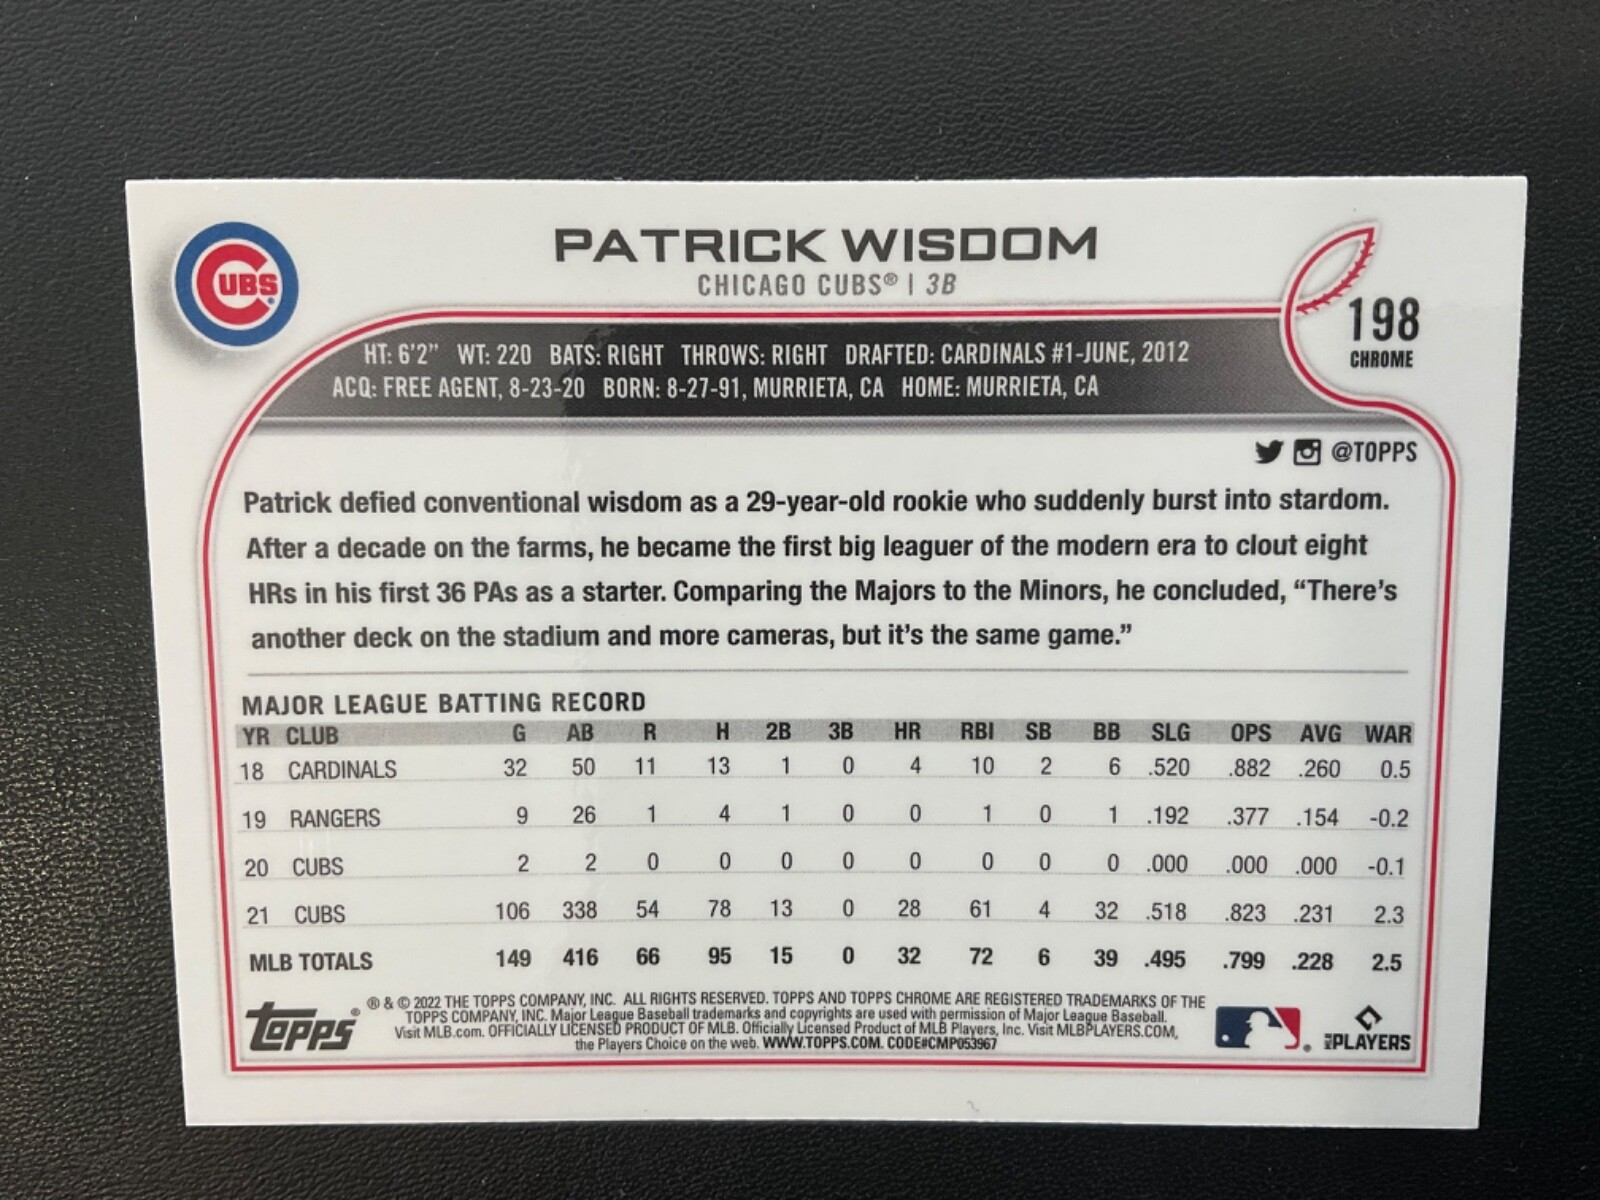 CUBS
PATRICK WISDOM
CHICAGO CUBS® | 3B
198
CHROME
HT: 6'2” WT: 220 BATS: RIGHT THROWS: RIGHT DRAFTED: CARDINALS #1-JUNE, 2012
ACQ: FREE AGENT, 8-23-20 BORN: 8-27-91, MURRIETA, CA HOME: MURRIETA, CA
@TOPPS
Patrick defied conventional wisdom as a 29-year-old rookie who suddenly burst into stardom.
After a decade on the farms, he became the first big leaguer of the modern era to clout eight
HRs in his first 36 PAs as a starter. Comparing the Majors to the Minors, he concluded, “There’s
another deck on the stadium and more cameras, but it’s the same game.”
MAJOR LEAGUE BATTING RECORD
YR CLUB G AB R H 2B 3B HR RBI SB BB SLG OPS AVG WAR
18 CARDINALS 32 50 11 13 1 0 4 10 2 6 .520 .882 .260 0.5
19 RANGERS 9 26 1 4 1 0 0 1 0 1 .192 .377 .154 -0.2
20 CUBS 2 2 0 0 0 0 0 0 0 0 .000 .000 .000 -0.1
21 CUBS 106 338 54 78 13 0 28 61 4 32 .518 .823 .231 2.3
MLB TOTALS 149 416 66 95 15 0 32 72 6 39 .495 .799 .228 2.5
topps®
® & © 2022 THE TOPPS COMPANY, INC. ALL RIGHTS RESERVED. TOPPS AND TOPPS CHROME ARE REGISTERED TRADEMARKS OF THE
TOPPS COMPANY, INC. Major League Baseball trademarks and copyrights are used with permission of Major League Baseball.
Visit MLB.com. OFFICIALLY LICENSED PRODUCT OF MLB. Officially Licensed Product of MLB Players, Inc. Visit MLBPLAYERS.COM,
the Players Choice on the web. WWW.TOPPS.COM. CODE#CMP053967
MLB PLAYERS